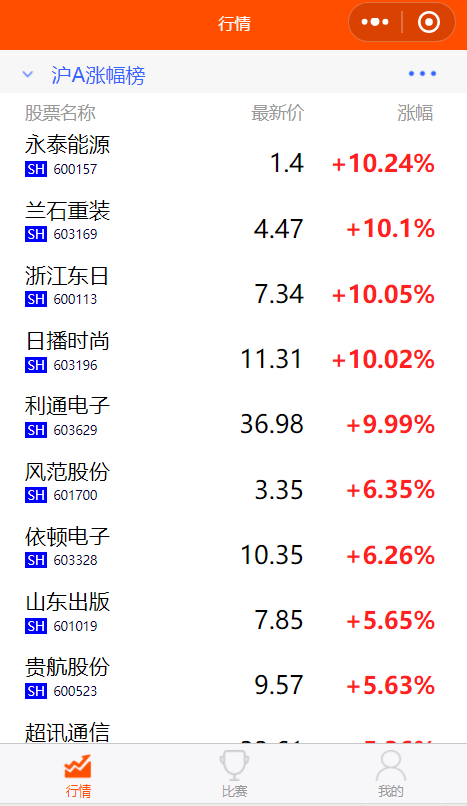 行情
沪A涨幅榜
股票名称 最新价 涨幅
永泰能源
SH 600157 1.4 +10.24%
兰石重装
SH 603169 4.47 +10.1%
浙江东日
SH 600113 7.34 +10.05%
日播时尚
SH 603196 11.31 +10.02%
利通电子
SH 603629 36.98 +9.99%
风范股份
SH 601700 3.35 +6.35%
依顿电子
SH 603328 10.35 +6.26%
山东出版
SH 601019 7.85 +5.65%
贵航股份
SH 600523 9.57 +5.63%
超讯通信
行情 比赛 我的